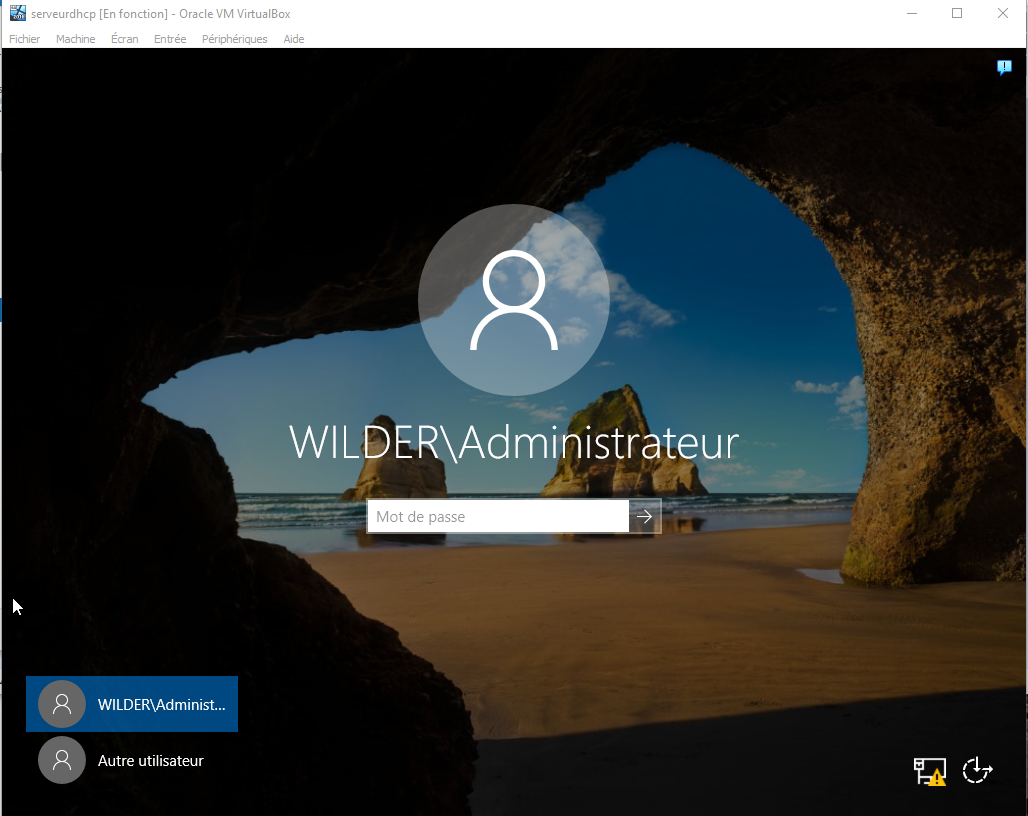 serveurdhcp [En fonction] - Oracle VM VirtualBox
Fichier Machine Écran Entrée Périphériques Aide
WILDER\Administrateur
Mot de passe
WILDER\Administ...
Autre utilisateur